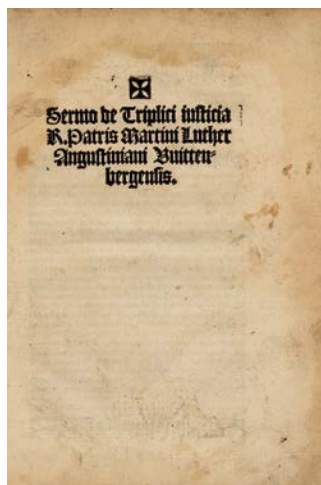 Sermo de Triplici iusticia
R. Patris Martini Luther
Augustiniani Vuitten-
bergensis.